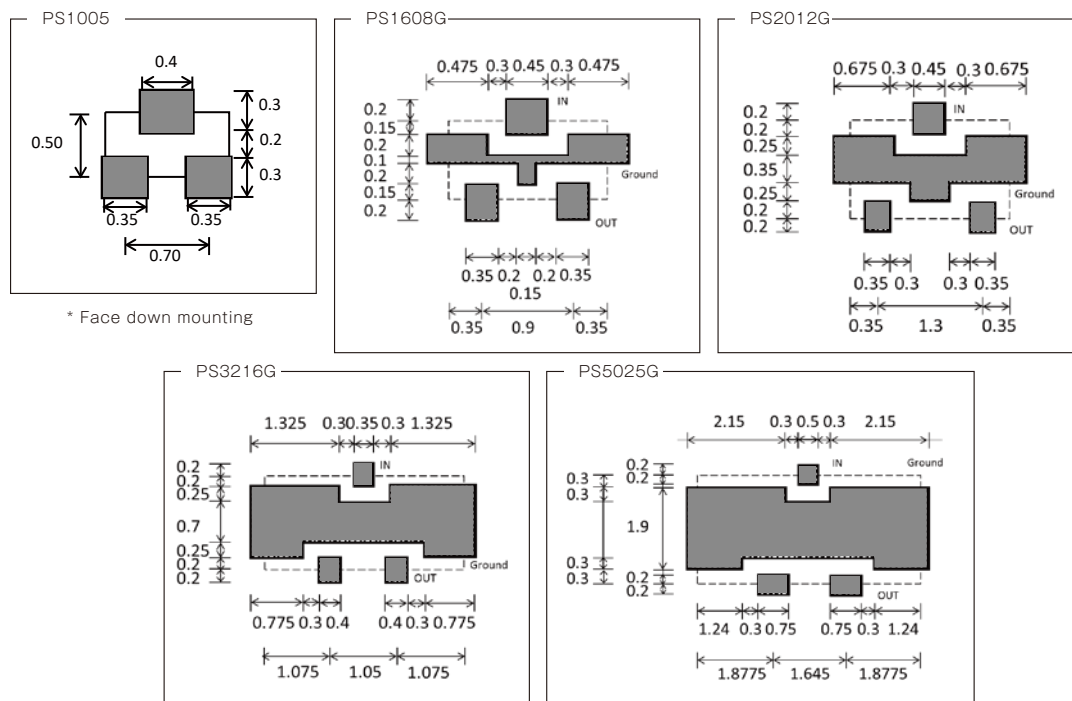 PS1005
0.4
0.50
0.3
0.2
0.3
0.35 0.35
0.70
* Face down mounting
PS1608G
0.475 0.3 0.45 0.3 0.475
0.2
0.15
0.2
0.1
0.2
0.15
0.2
IN
Ground
OUT
0.35 0.2 0.2 0.35
0.15
0.35 0.9 0.35
PS2012G
0.675 0.3 0.45 0.3 0.675
0.2
0.2
0.25
0.35
0.25
0.2
0.2
IN
Ground
OUT
0.35 0.3 0.3 0.35
0.35 1.3 0.35
PS3216G
1.325 0.3 0.35 0.3 1.325
0.2
0.2
0.25
0.7
0.25
0.2
0.2
IN
Ground
OUT
0.775 0.3 0.4 0.4 0.3 0.775
1.075 1.05 1.075
PS5025G
2.15 0.3 0.5 0.3 2.15
0.2
0.2
0.3
0.3
1.9
0.3
0.3
0.2
0.2
IN
Ground
OUT
1.24 0.3 0.75 0.75 0.3 1.24
1.8775 1.645 1.8775